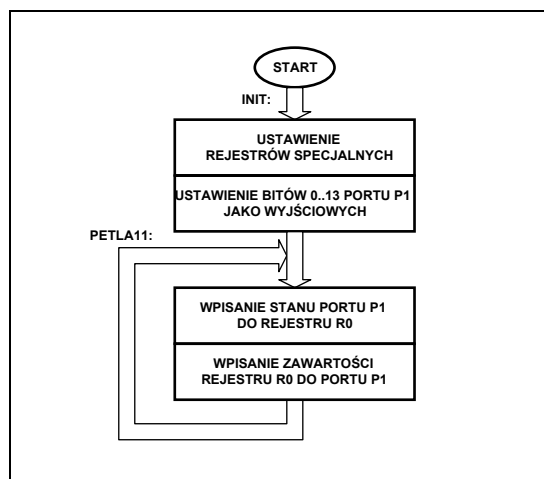 START
INIT:
USTAWIENIE
REJESTRÓW SPECJALNYCH
USTAWIENIE BITÓW 0..13 PORTU P1
JAKO WYJŚCIOWYCH
PETLA11:
WPISANIE STANU PORTU P1
DO REJESTRU R0
WPISANIE ZAWARTOŚCI
REJESTRU R0 DO PORTU P1